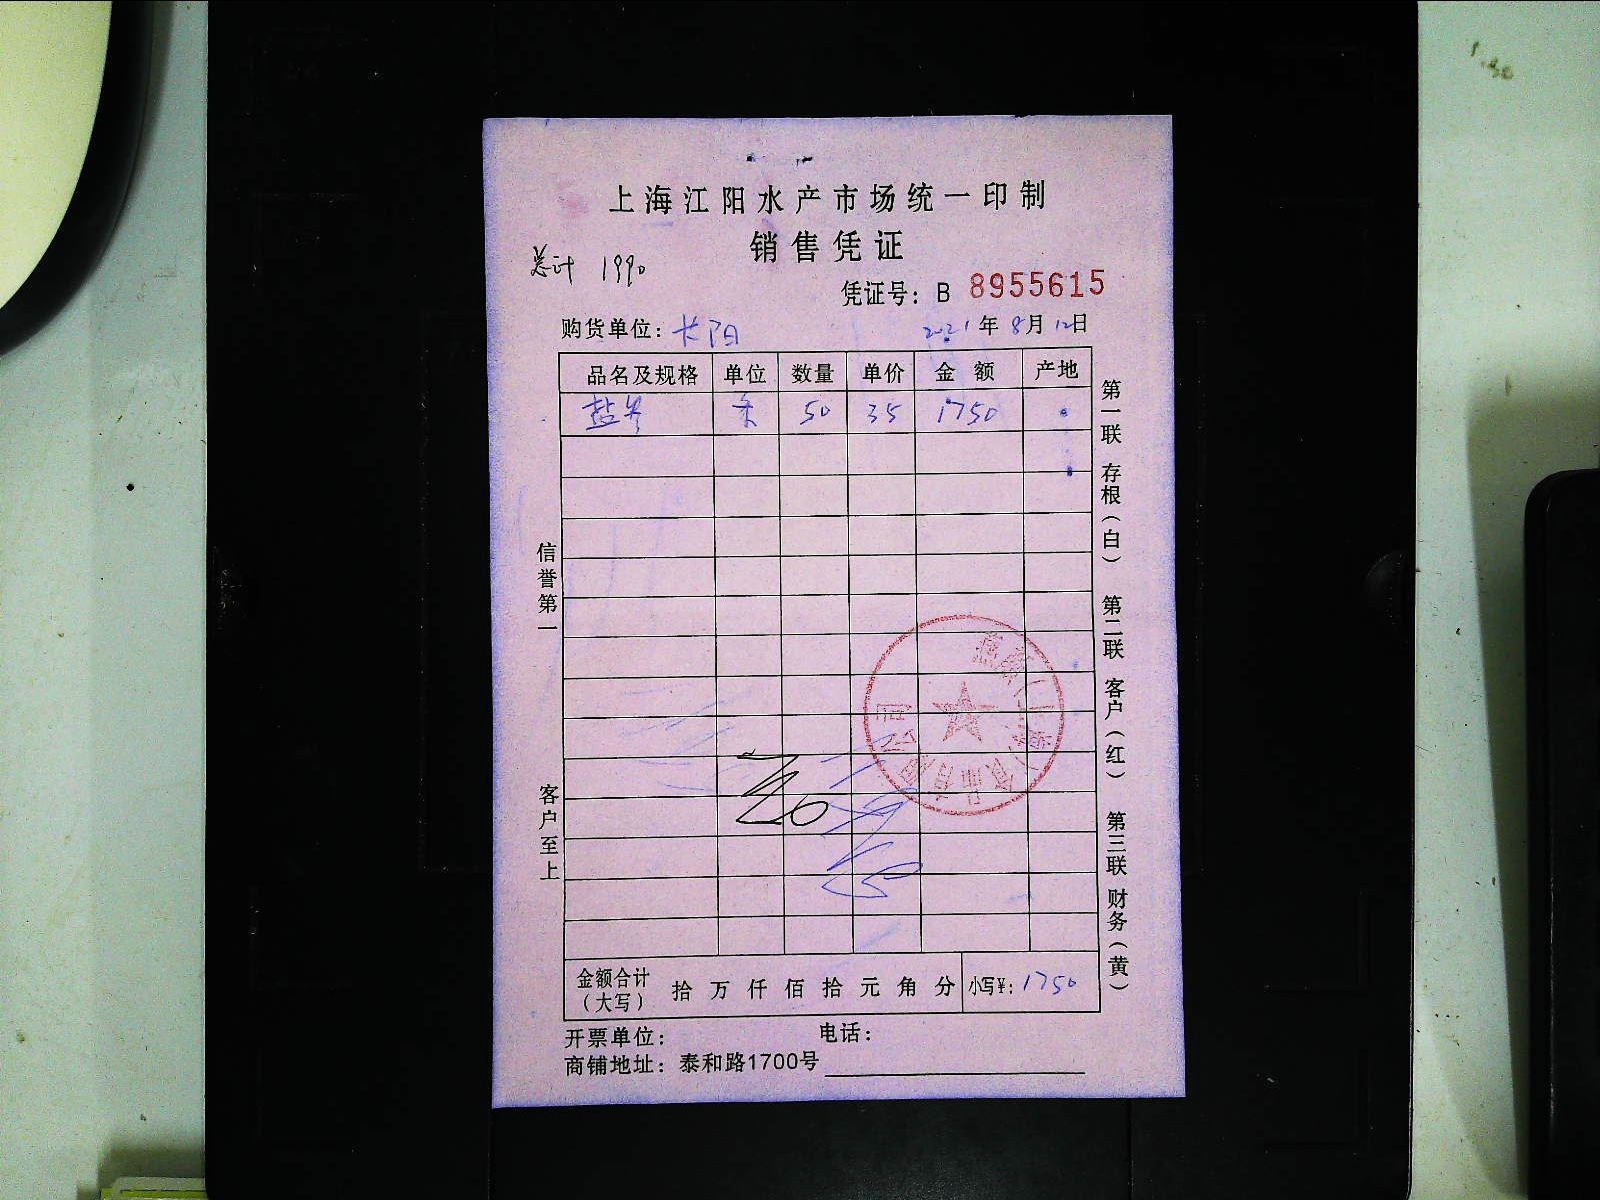 上海江阳水产市场统一印制
销售凭证
总计 1990
凭证号：B 8955615
购货单位：长阳 2021年8月12日
品名及规格 单位 数量 单价 金 额 产地
50 35 1750
第一联 存根（白） 第二联 客户（红） 第三联 财务（黄）
信誉第一
客户至上
金额合计（大写） 拾 万 仟 佰 拾 元 角 分 小写¥：1750
开票单位： 电话：
商铺地址：泰和路1700号